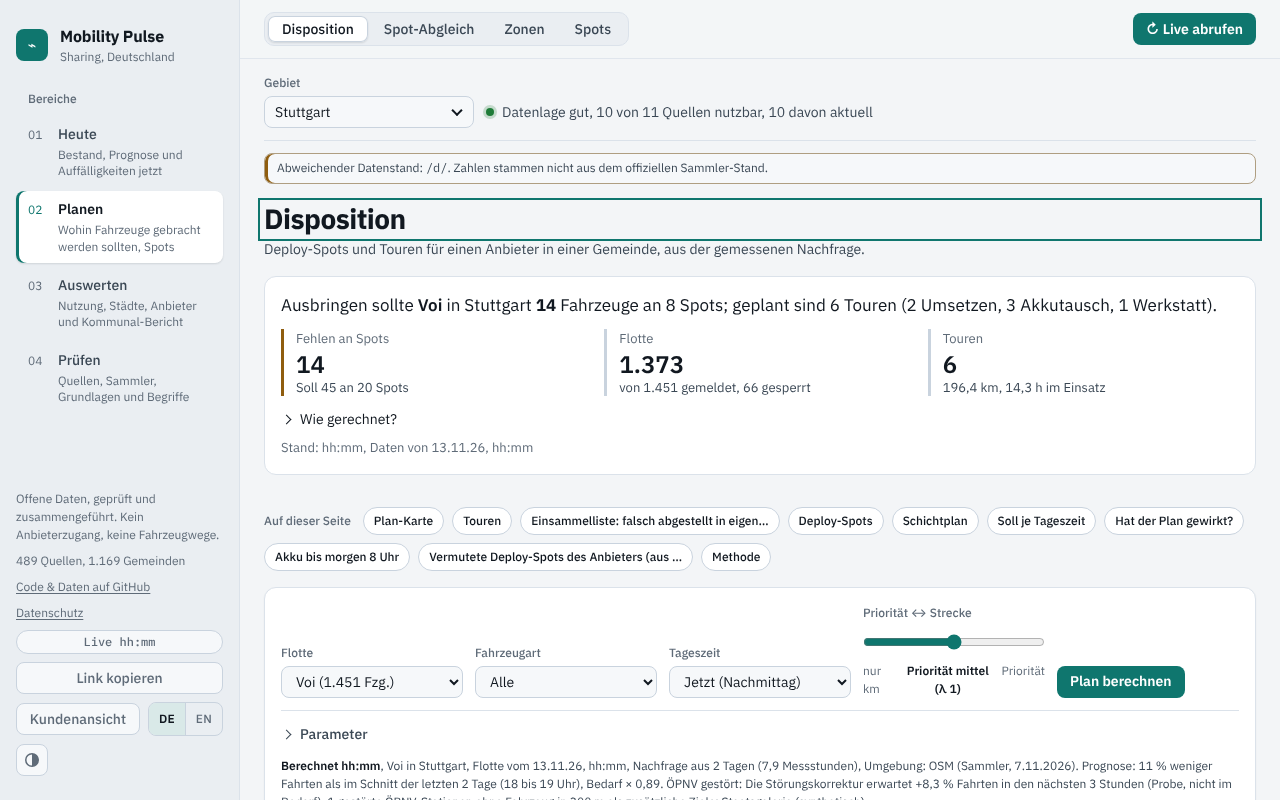 Mobility Pulse
Sharing, Deutschland
Bereiche
01 Heute
Bestand, Prognose und
Auffälligkeiten jetzt
02 Planen
Wohin Fahrzeuge gebracht
werden sollten, Spots
03 Auswerten
Nutzung, Städte, Anbieter
und Kommunal-Bericht
04 Prüfen
Quellen, Sammler,
Grundlagen und Begriffe
Offene Daten, geprüft und
zusammengeführt. Kein
Anbieterzugang, keine Fahrzeugwege.
489 Quellen, 1.169 Gemeinden
Code & Daten auf GitHub
Datenschutz
Live hh:mm
Link kopieren
Kundenansicht DE EN
Disposition Spot-Abgleich Zonen Spots
↻ Live abrufen
Gebiet
Stuttgart Datenlage gut, 10 von 11 Quellen nutzbar, 10 davon aktuell
Abweichender Datenstand: /d/. Zahlen stammen nicht aus dem offiziellen Sammler-Stand.
Disposition
Deploy-Spots und Touren für einen Anbieter in einer Gemeinde, aus der gemessenen Nachfrage.
Ausbringen sollte Voi in Stuttgart 14 Fahrzeuge an 8 Spots; geplant sind 6 Touren (2 Umsetzen, 3 Akkutausch, 1 Werkstatt).
Fehlen an Spots Flotte Touren
14 1.373 6
Soll 45 an 20 Spots von 1.451 gemeldet, 66 gesperrt 196,4 km, 14,3 h im Einsatz
Wie gerechnet?
Stand: hh:mm, Daten von 13.11.26, hh:mm
Auf dieser Seite Plan-Karte Touren Einsammelliste: falsch abgestellt in eigen... Deploy-Spots Schichtplan Soll je Tageszeit Hat der Plan gewirkt?
Akku bis morgen 8 Uhr Vermutete Deploy-Spots des Anbieters (aus ... Methode
Priorität ↔ Strecke
Flotte Fahrzeugart Tageszeit
Voi (1.451 Fzg.) Alle Jetzt (Nachmittag) nur km Priorität mittel (λ 1) Priorität Plan berechnen
Parameter
Berechnet hh:mm, Voi in Stuttgart, Flotte vom 13.11.26, hh:mm, Nachfrage aus 2 Tagen (7,9 Messstunden), Umgebung: OSM (Sammler, 7.11.2026). Prognose: 11 % weniger
Fahrten als im Schnitt der letzten 2 Tage (18 bis 19 Uhr), Bedarf × 0,89. ÖPNV gestört: Die Störungskorrektur erwartet +8,3 % Fahrten in den nächsten 3 Stunden (Probe, nicht im